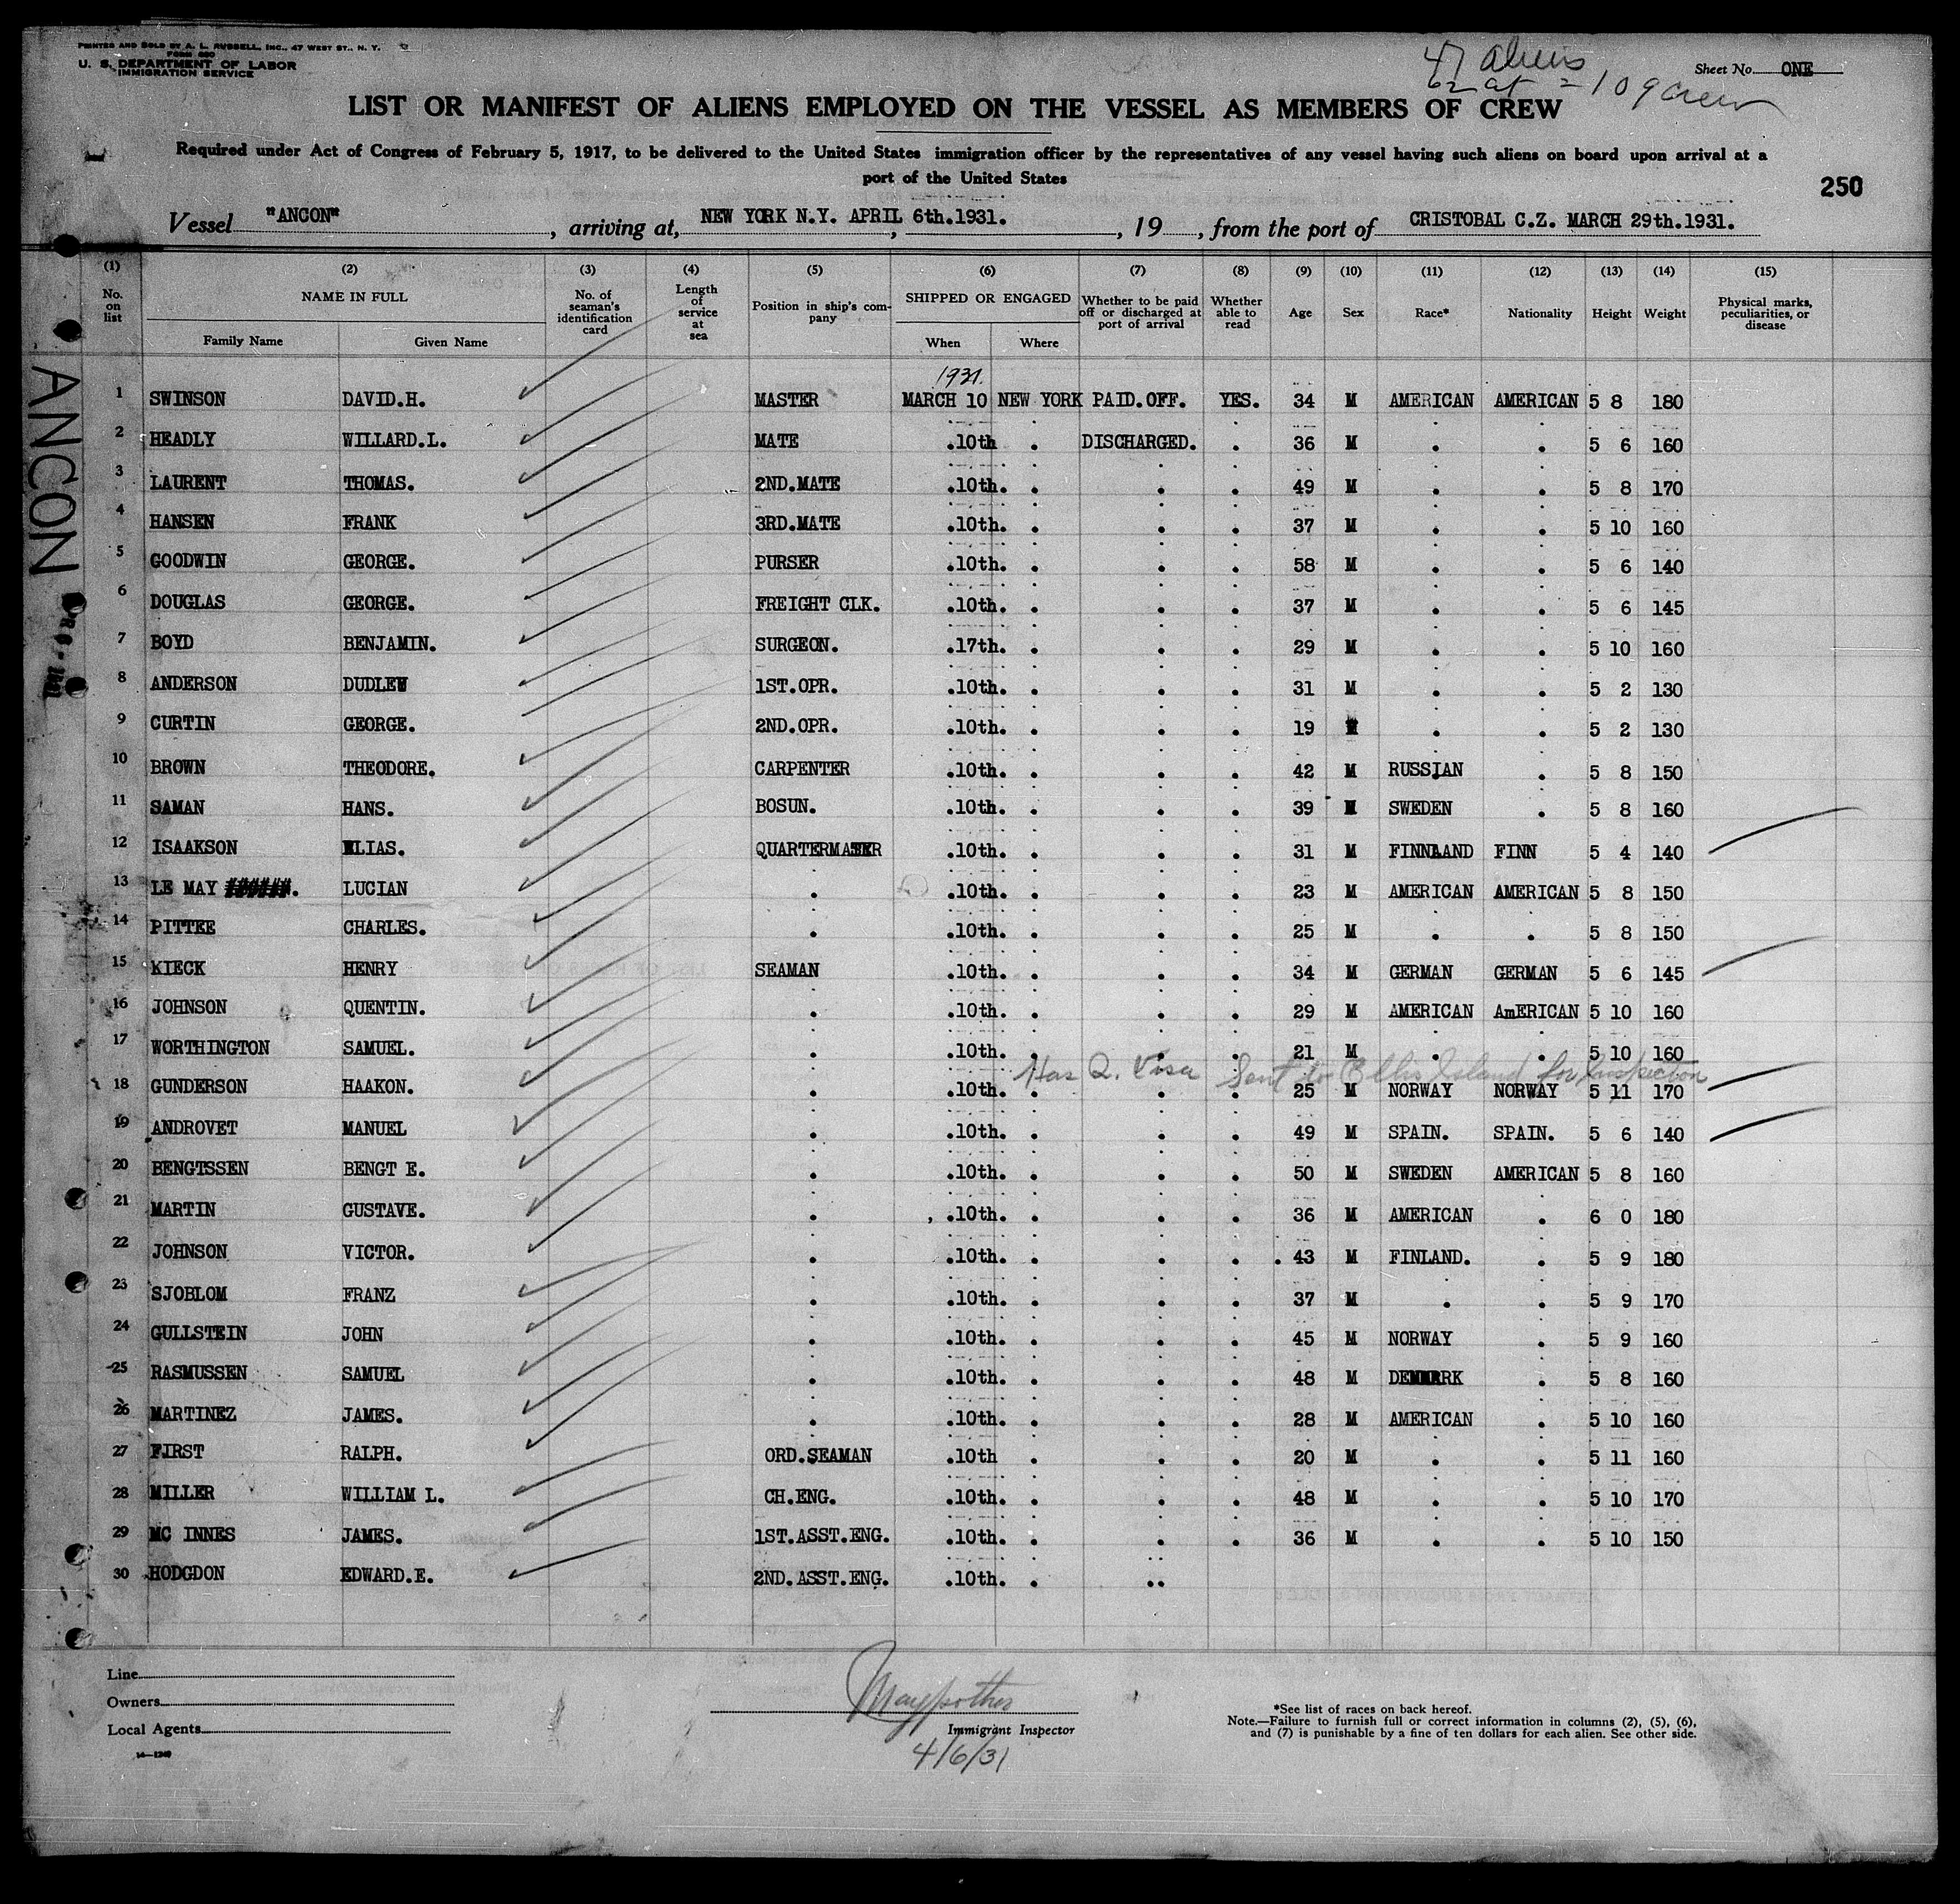 PRINTED AND SOLD BY A. L. RUSSELL, INC., 47 WEST ST., N. Y.
FORM 680
U. S. DEPARTMENT OF LABOR
IMMIGRATION SERVICE
47 aliens
62 at = 109 crew
Sheet No. ONE
LIST OR MANIFEST OF ALIENS EMPLOYED ON THE VESSEL AS MEMBERS OF CREW
Required under Act of Congress of February 5, 1917, to be delivered to the United States immigration officer by the representatives of any vessel having such aliens on board upon arrival at a
port of the United States
250
Vessel "ANCON", arriving at, NEW YORK N.Y. APRIL 6th.1931., 19, from the port of CRISTOBAL C.Z. MARCH 29th.1931.
(1) (2) (3) (4) (5) (6) (7) (8) (9) (10) (11) (12) (13) (14) (15)
No. on list NAME IN FULL Family Name Given Name No. of seaman's identification card Length of service at sea Position in ship's company SHIPPED OR ENGAGED When Where Whether to be paid off or discharged at port of arrival Whether able to read Age Sex Race* Nationality Height Weight Physical marks, peculiarities, or disease
ANCON
1931.
1 SWINSON DAVID.H. MASTER MARCH 10 NEW YORK PAID.OFF. YES. 34 M AMERICAN AMERICAN 5 8 180
2 HEADLY WILLARD.L. MATE .10th . DISCHARGED. . 36 M . . 5 6 160
3 LAURENT THOMAS. 2ND.MATE .10th. . . . 49 M . . 5 8 170
4 HANSEN FRANK 3RD.MATE .10th. . . . 37 M . . 5 10 160
5 GOODWIN GEORGE. PURSER .10th. . . . 58 M . . 5 6 140
6 DOUGLAS GEORGE. FREIGHT CLK. .10th. . . . 37 M . . 5 6 145
7 BOYD BENJAMIN. SURGEON. .17th. . . . 29 M . . 5 10 160
8 ANDERSON DUDLEY 1ST.OPR. .10th. . . . 31 M . . 5 2 130
9 CURTIN GEORGE. 2ND.OPR. .10th. . . . 19 M . . 5 2 130
10 BROWN THEODORE. CARPENTER .10th. . . . 42 M RUSSIAN . 5 8 150
11 SAMAN HANS. BOSUN. .10th. . . . 39 M SWEDEN . 5 8 160
12 ISAAKSON ELIAS. QUARTERMASTER .10th. . . . 31 M FINNLAND FINN 5 4 140
13 LE MAY LUCIAN . .10th. . . . 23 M AMERICAN AMERICAN 5 8 150
14 PITTEE CHARLES. . .10th. . . . 25 M . . 5 8 150
15 KIECK HENRY SEAMAN .10th. . . . 34 M GERMAN GERMAN 5 6 145
16 JOHNSON QUENTIN. . .10th. . . . 29 M AMERICAN AmERICAN 5 10 160
17 WORTHINGTON SAMUEL. . .10th. . . . 21 M . . 5 10 160
Has Q. Visa Sent to Ellis Island for Inspection
18 GUNDERSON HAAKON. . .10th. . . . 25 M NORWAY NORWAY 5 11 170
19 ANDROVET MANUEL . .10th. . . . 49 M SPAIN. SPAIN. 5 6 140
20 BENGTSSEN BENGT E. . .10th. . . . 50 M SWEDEN AMERICAN 5 8 160
21 MARTIN GUSTAVE. . .10th. . . . 36 M AMERICAN . 6 0 180
22 JOHNSON VICTOR. . .10th. . . . 43 M FINLAND. . 5 9 180
23 SJOBLOM FRANZ . .10th. . . . 37 M . . 5 9 170
24 GULLSTEIN JOHN . .10th. . . . 45 M NORWAY . 5 9 160
25 RASMUSSEN SAMUEL . .10th. . . . 48 M DENMARK . 5 8 160
26 MARTINEZ JAMES. . .10th. . . . 28 M AMERICAN . 5 10 160
27 FIRST RALPH. ORD.SEAMAN .10th . . . 20 M . . 5 11 160
28 MILLER WILLIAM L. CH.ENG. .10th. . . . 48 M . . 5 10 170
29 MC INNES JAMES. 1ST.ASST.ENG. .10th. . . . 36 M . . 5 10 150
30 HODGDON EDWARD.E. 2ND.ASST.ENG. .10th. . ..
Line
Owners
Local Agents
14—1240
Immigrant Inspector
4/6/31
*See list of races on back hereof.
Note.—Failure to furnish full or correct information in columns (2), (5), (6),
and (7) is punishable by a fine of ten dollars for each alien. See other side.